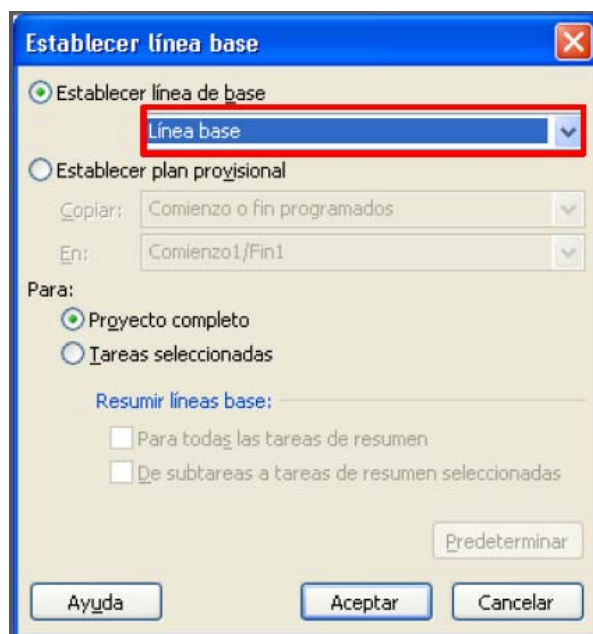 Establecer línea base
Establecer línea de base
Línea base
Establecer plan provisional
Copiar: Comienzo o fin programados
En: Comienzo1/Fin1
Para:
Proyecto completo
Tareas seleccionadas
Resumir líneas base:
Para todas las tareas de resumen
De subtareas a tareas de resumen seleccionadas
Predeterminar
Ayuda Aceptar Cancelar